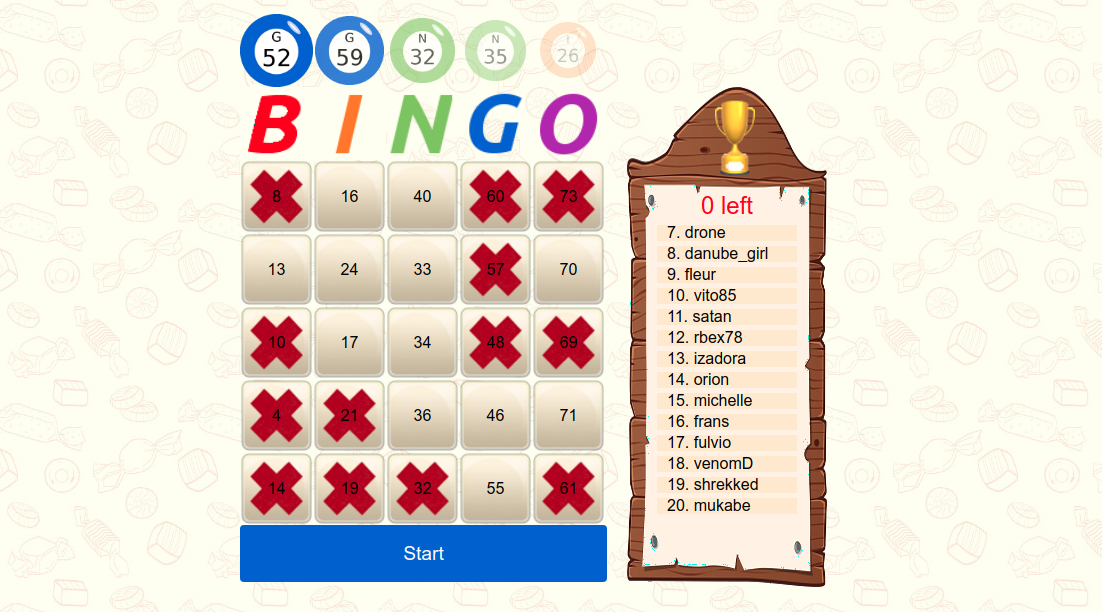 G G N N I
52 59 32 35 26
BINGO
8 16 40 60 73
13 24 33 57 70
10 17 34 48 69
4 21 36 46 71
14 19 32 55 61
Start
0 left
7. drone
8. danube_girl
9. fleur
10. vito85
11. satan
12. rbex78
13. izadora
14. orion
15. michelle
16. frans
17. fulvio
18. venomD
19. shrekked
20. mukabe